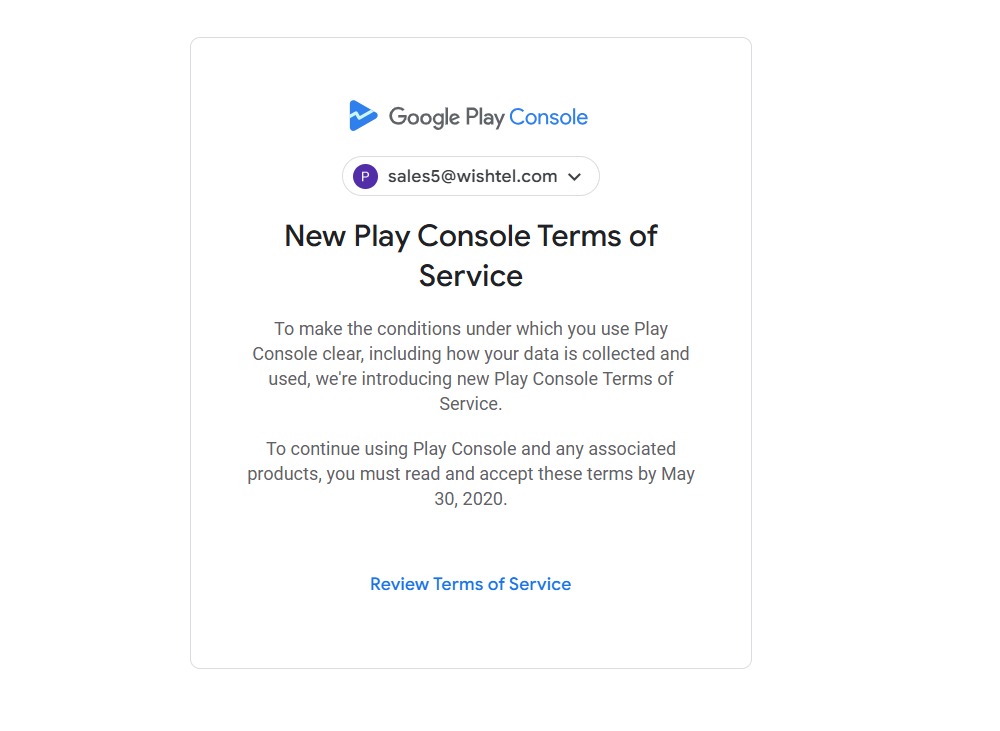 Google Play Console
P sales5@wishtel.com
New Play Console Terms of
Service
To make the conditions under which you use Play
Console clear, including how your data is collected and
used, we're introducing new Play Console Terms of
Service.
To continue using Play Console and any associated
products, you must read and accept these terms by May
30, 2020.
Review Terms of Service